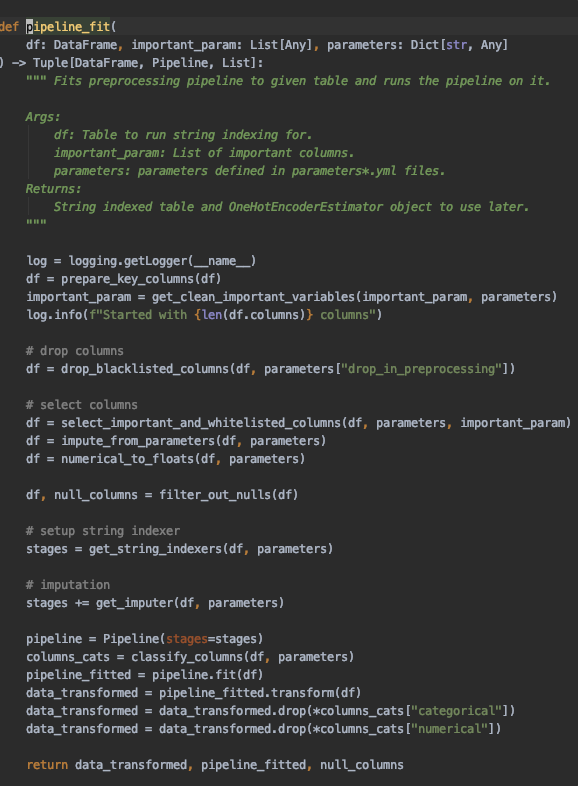 def pipeline_fit(
    df: DataFrame, important_param: List[Any], parameters: Dict[str, Any]
) -> Tuple[DataFrame, Pipeline, List]:
    """ Fits preprocessing pipeline to given table and runs the pipeline on it.

    Args:
        df: Table to run string indexing for.
        important_param: List of important columns.
        parameters: parameters defined in parameters*.yml files.
    Returns:
        String indexed table and OneHotEncoderEstimator object to use later.
    """

    log = logging.getLogger(__name__)
    df = prepare_key_columns(df)
    important_param = get_clean_important_variables(important_param, parameters)
    log.info(f"Started with {len(df.columns)} columns")

    # drop columns
    df = drop_blacklisted_columns(df, parameters["drop_in_preprocessing"])

    # select columns
    df = select_important_and_whitelisted_columns(df, parameters, important_param)
    df = impute_from_parameters(df, parameters)
    df = numerical_to_floats(df, parameters)

    df, null_columns = filter_out_nulls(df)

    # setup string indexer
    stages = get_string_indexers(df, parameters)

    # imputation
    stages += get_imputer(df, parameters)

    pipeline = Pipeline(stages=stages)
    columns_cats = classify_columns(df, parameters)
    pipeline_fitted = pipeline.fit(df)
    data_transformed = pipeline_fitted.transform(df)
    data_transformed = data_transformed.drop(*columns_cats["categorical"])
    data_transformed = data_transformed.drop(*columns_cats["numerical"])

    return data_transformed, pipeline_fitted, null_columns